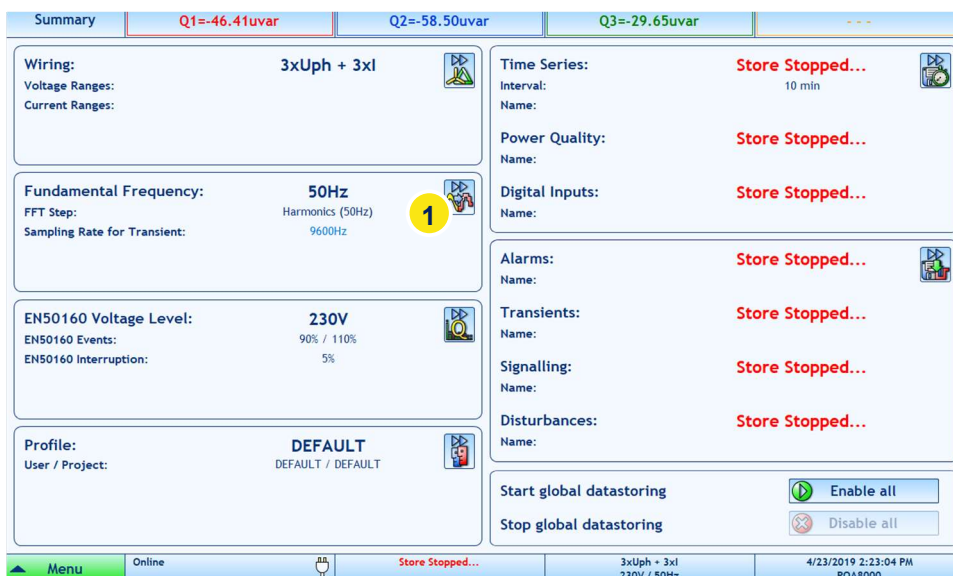 Summary Q1=-46.41uvar Q2=-58.50uvar Q3=-29.65uvar - - -
Wiring: 3xUph + 3xI
Voltage Ranges:
Current Ranges:
Fundamental Frequency: 50Hz
FFT Step: Harmonics (50Hz)
1
Sampling Rate for Transient: 9600Hz
EN50160 Voltage Level: 230V
EN50160 Events: 90% / 110%
EN50160 Interruption: 5%
Profile: DEFAULT
User / Project: DEFAULT / DEFAULT
Time Series: Store Stopped...
Interval: 10 min
Name:
Power Quality: Store Stopped...
Name:
Digital Inputs: Store Stopped...
Name:
Alarms: Store Stopped...
Name:
Transients: Store Stopped...
Name:
Signalling: Store Stopped...
Name:
Disturbances: Store Stopped...
Name:
Start global datastoring Enable all
Stop global datastoring Disable all
Menu Online Store Stopped... 3xUph + 3xI 4/23/2019 2:23:04 PM
230V / 50Hz PQA8000